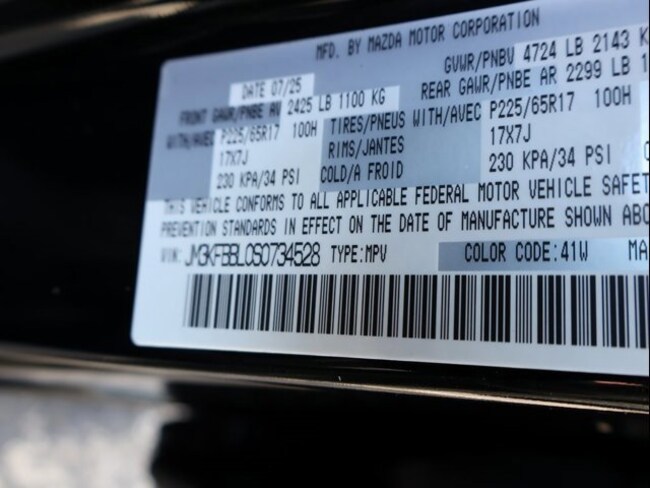 MFD. BY MAZDA MOTOR CORPORATION
DATE 07/25 GVWR/PNBV 4724 LB 2143 K
FRONT GAWR/PNBE AV 2425 LB 1100 KG REAR GAWR/PNBE AR 2299 LB 1
WITH/AVEC P225/65R17 100H TIRES/PNEUS WITH/AVEC P225/65R17 100H
17X7J RIMS/JANTES 17X7J
230 KPA/34 PSI COLD/A FROID 230 KPA/34 PSI
THIS VEHICLE CONFORMS TO ALL APPLICABLE FEDERAL MOTOR VEHICLE SAFET
PREVENTION STANDARDS IN EFFECT ON THE DATE OF MANUFACTURE SHOWN ABO
VIN: JM3KFBBL0S0734528 TYPE:MPV COLOR CODE:41W MA